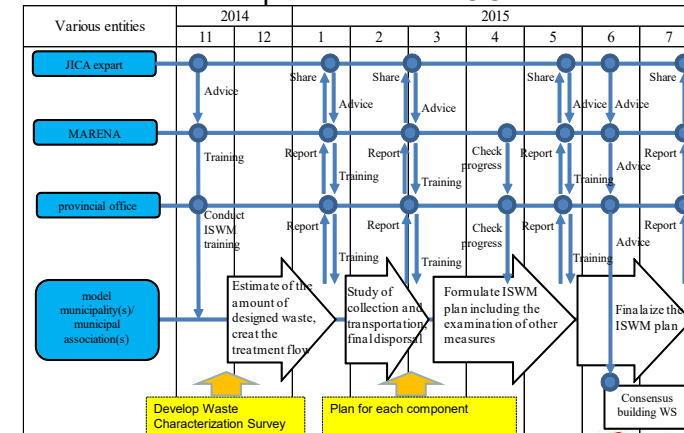 Various entities
2014
2015
11
12
1
2
3
4
5
6
7
JICA expart
Share
Share
Share
Share
Advice
Advice
Advice
Advice
Advice
MARENA
Training
Report
Report
Check
progress
Report
Report
Training
Training
Training
Advice
provincial office
Conduct
ISWM
training
Report
Report
Check
progress
Report
Report
Training
Training
Training
Advice
model
municipality(s)/
municipal
association(s)
Estimate of the
amount of
designed waste,
creat the
treatment flow
Study of
collection and
transportation,
final disporsal
Formulate ISWM
plan including the
examination of other
measures
Finalaize the
ISWM plan
Develop Waste
Characterization Survey
Plan for each component
Consensus
building WS